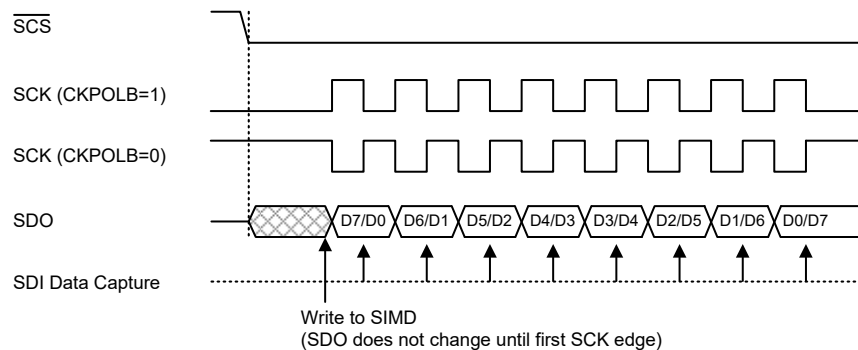 SCS
SCK (CKPOLB=1)
SCK (CKPOLB=0)
SDO D7/D0 D6/D1 D5/D2 D4/D3 D3/D4 D2/D5 D1/D6 D0/D7
SDI Data Capture
Write to SIMD
(SDO does not change until first SCK edge)